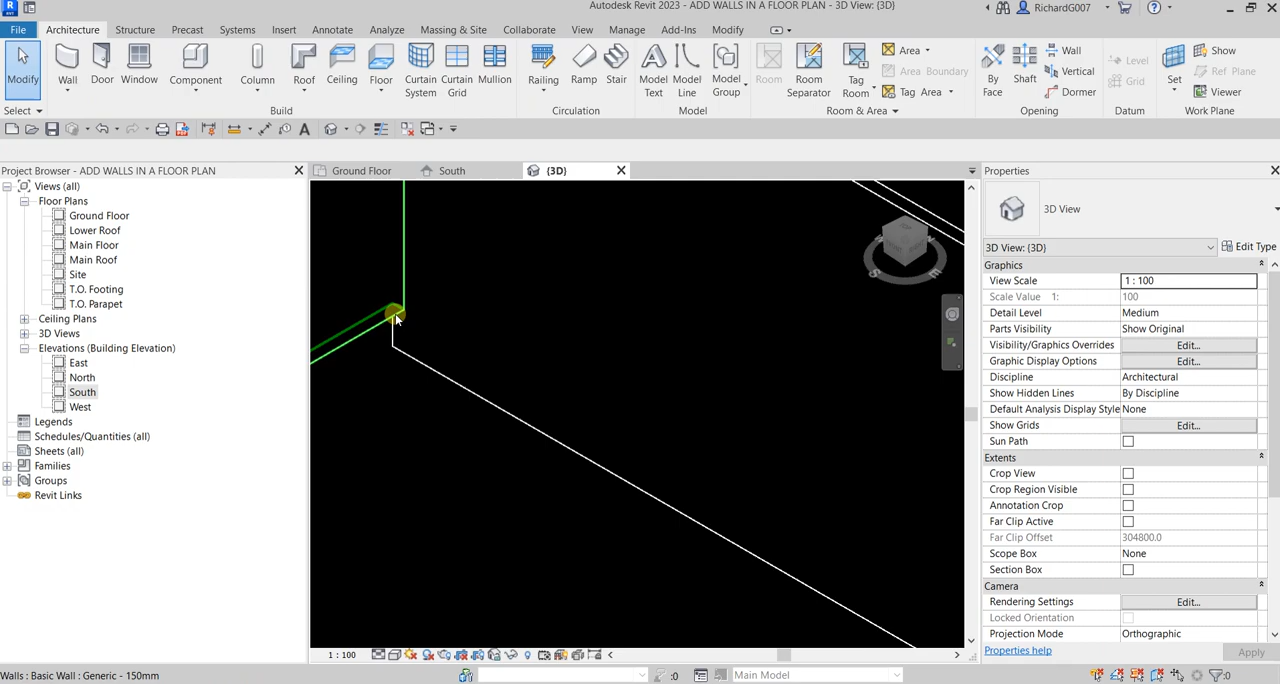 Autodesk Revit 2023 - ADD WALLS IN A FLOOR PLAN - 3D View: {3D}
RichardG007
File Architecture Structure Precast Systems Insert Annotate Analyze Massing & Site Collaborate View Manage Add-Ins Modify
Modify Wall Door Window Component Column Roof Ceiling Floor Curtain System Curtain Grid Mullion Railing Ramp Stair Model Text Model Line Model Group Room Room Separator Tag Room Area Area Boundary Tag Area By Face Shaft Wall Vertical Dormer Level Grid Set Show Ref Plane Viewer
Select Build Circulation Model Room & Area Opening Datum Work Plane
Project Browser - ADD WALLS IN A FLOOR PLAN
Views (all)
Floor Plans
Ground Floor
Lower Roof
Main Floor
Main Roof
Site
T.O. Footing
T.O. Parapet
Ceiling Plans
3D Views
Elevations (Building Elevation)
East
North
South
West
Legends
Schedules/Quantities (all)
Sheets (all)
Families
Groups
Revit Links
Ground Floor South {3D}
1 : 100
Properties
3D View
3D View: {3D} Edit Type
Graphics
View Scale 1 : 100
Scale Value 1: 100
Detail Level Medium
Parts Visibility Show Original
Visibility/Graphics Overrides Edit...
Graphic Display Options Edit...
Discipline Architectural
Show Hidden Lines By Discipline
Default Analysis Display Style None
Show Grids Edit...
Sun Path
Extents
Crop View
Crop Region Visible
Annotation Crop
Far Clip Active
Far Clip Offset 304800.0
Scope Box None
Section Box
Camera
Rendering Settings Edit...
Locked Orientation
Projection Mode Orthographic
Properties help Apply
Walls : Basic Wall : Generic - 150mm
:0
Main Model
:0